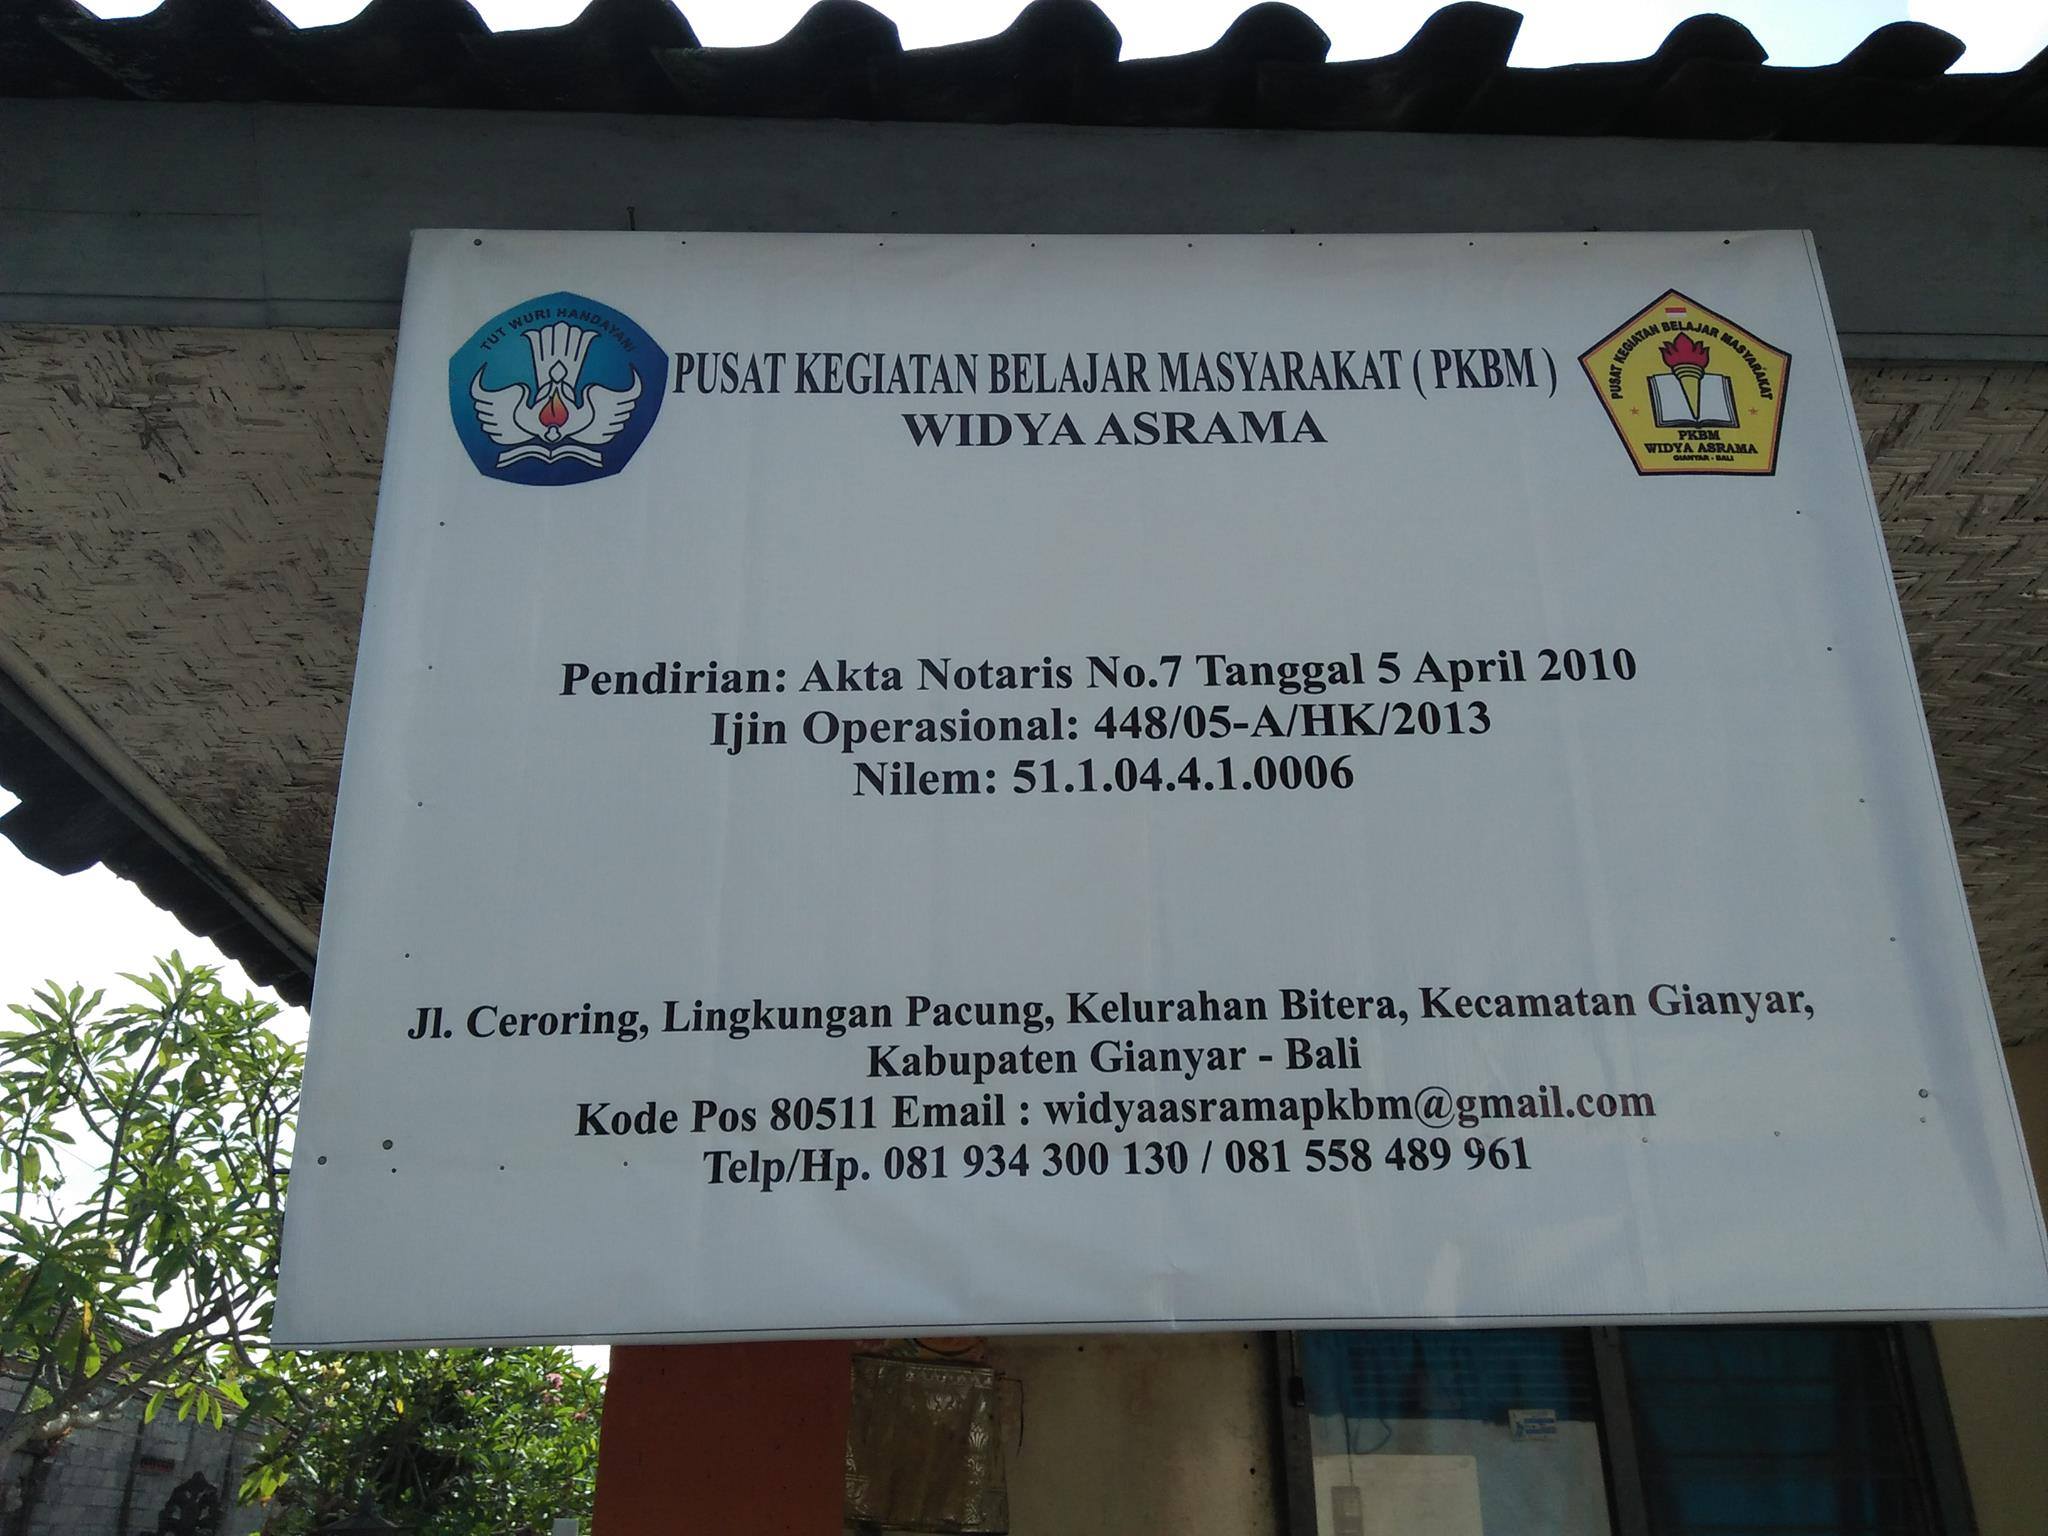 TUT WURI HANDAYANI
PUSAT KEGIATAN BELAJAR MASYARAKAT ( PKBM )
WIDYA ASRAMA
PUSAT KEGIATAN BELAJAR MASYARAKAT
PKBM
WIDYA ASRAMA
GIANYAR - BALI
Pendirian: Akta Notaris No.7 Tanggal 5 April 2010
Ijin Operasional: 448/05-A/HK/2013
Nilem: 51.1.04.4.1.0006
Jl. Ceroring, Lingkungan Pacung, Kelurahan Bitera, Kecamatan Gianyar,
Kabupaten Gianyar - Bali
Kode Pos 80511 Email : widyaasramapkbm@gmail.com
Telp/Hp. 081 934 300 130 / 081 558 489 961